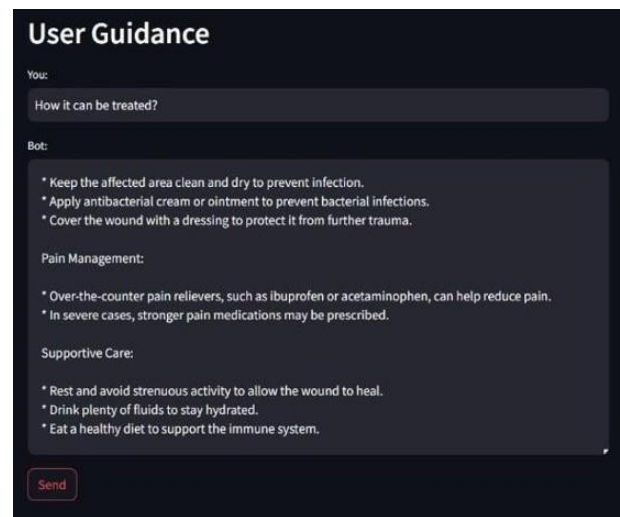 User Guidance
You:
How it can be treated?
Bot:
* Keep the affected area clean and dry to prevent infection.
* Apply antibacterial cream or ointment to prevent bacterial infections.
* Cover the wound with a dressing to protect it from further trauma.
Pain Management:
* Over-the-counter pain relievers, such as ibuprofen or acetaminophen, can help reduce pain.
* In severe cases, stronger pain medications may be prescribed.
Supportive Care:
* Rest and avoid strenuous activity to allow the wound to heal.
* Drink plenty of fluids to stay hydrated.
* Eat a healthy diet to support the immune system.
Send